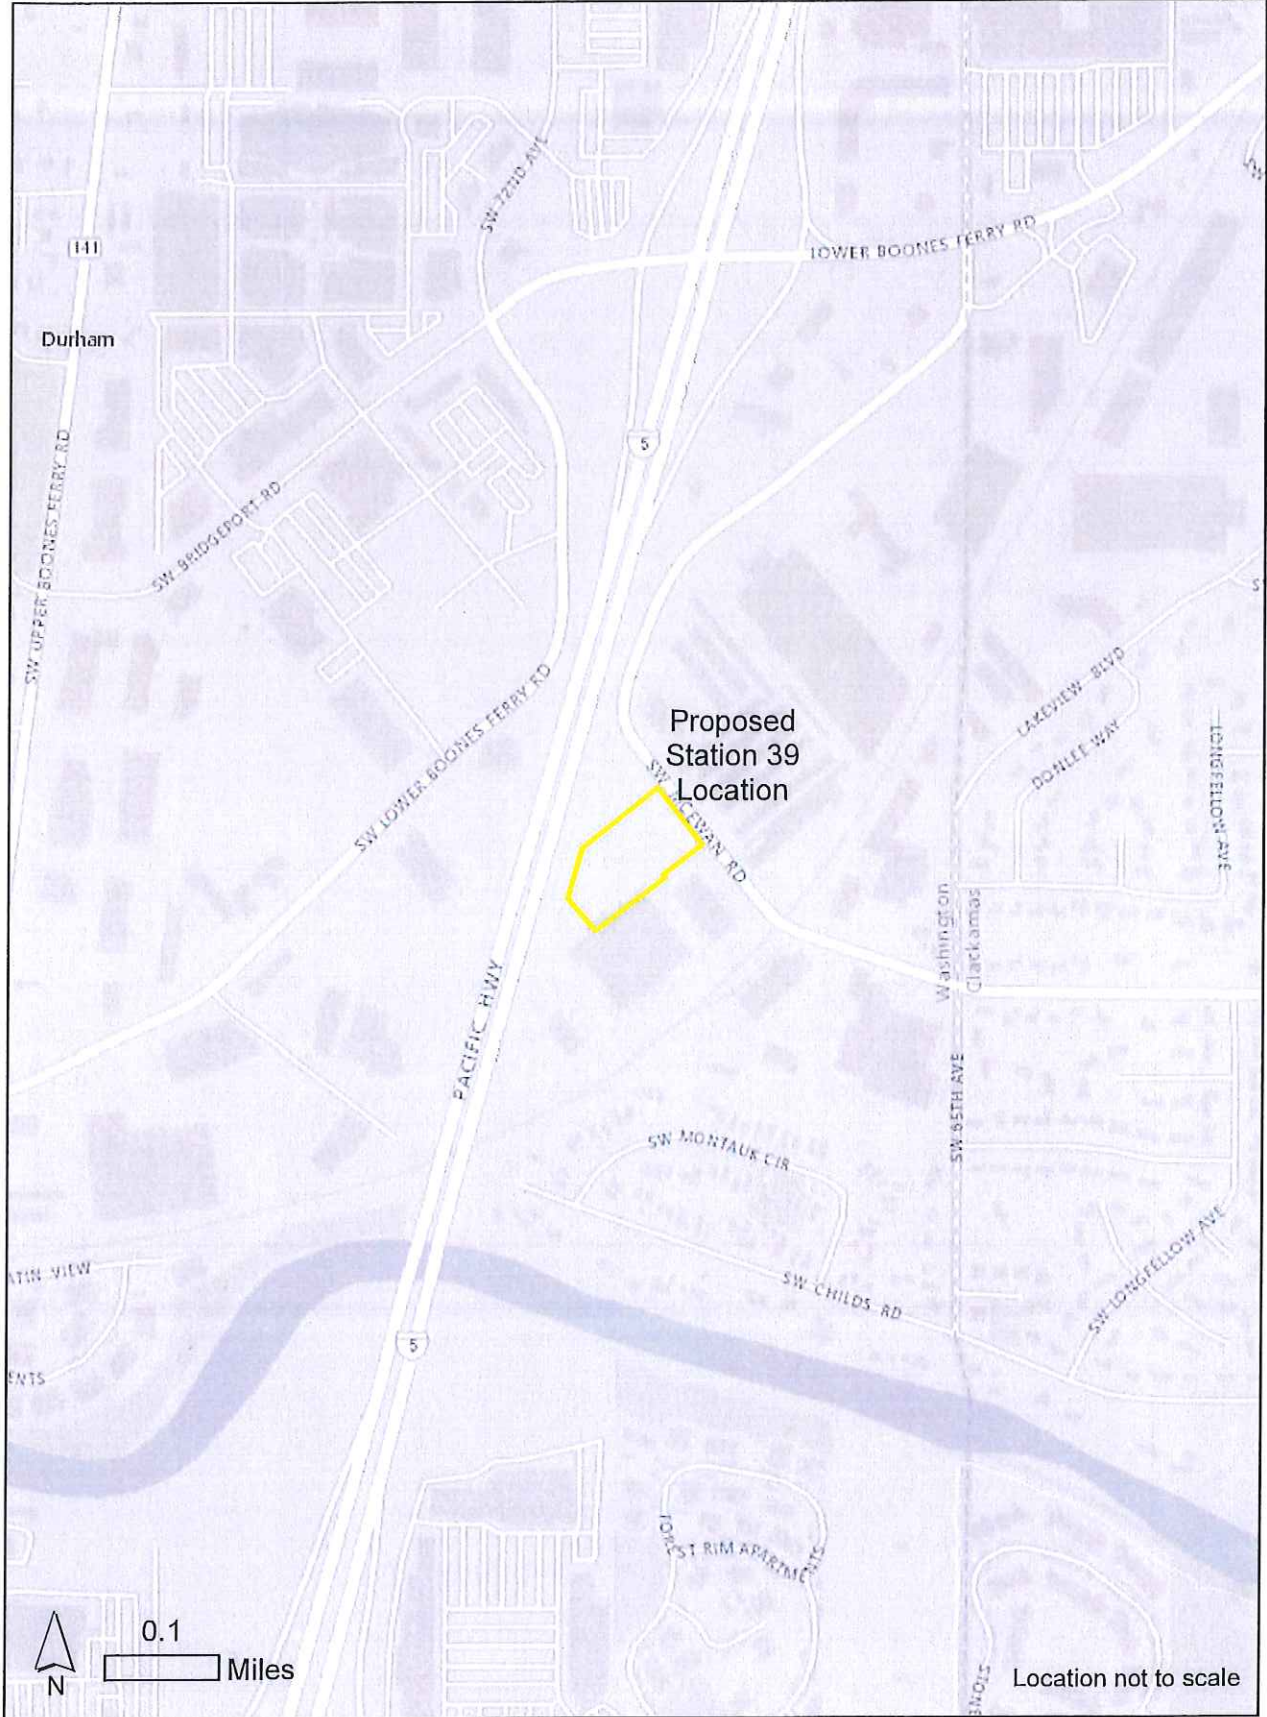 SW 72ND AVE
141
LOWER BOONES FERRY RD
Durham
5
SW UPPER BOONES FERRY RD
SW BRIDGEPORT RD
SW LOWER BOONES FERRY RD
Proposed
Station 39
Location
SW MCEWAN RD
LAKEVIEW BLVD
DONLEE WAY
LONGFELLOW AVE
Washington
Clackamas
PACIFIC HWY
SW 65TH AVE
SW MONTAUK CIR
SW CHILDS RD
SW LONGFELLOW AVE
ATIN VIEW
5
ENTS
FOREST RIM APARTMENTS
0.1
Miles
N
Location not to scale